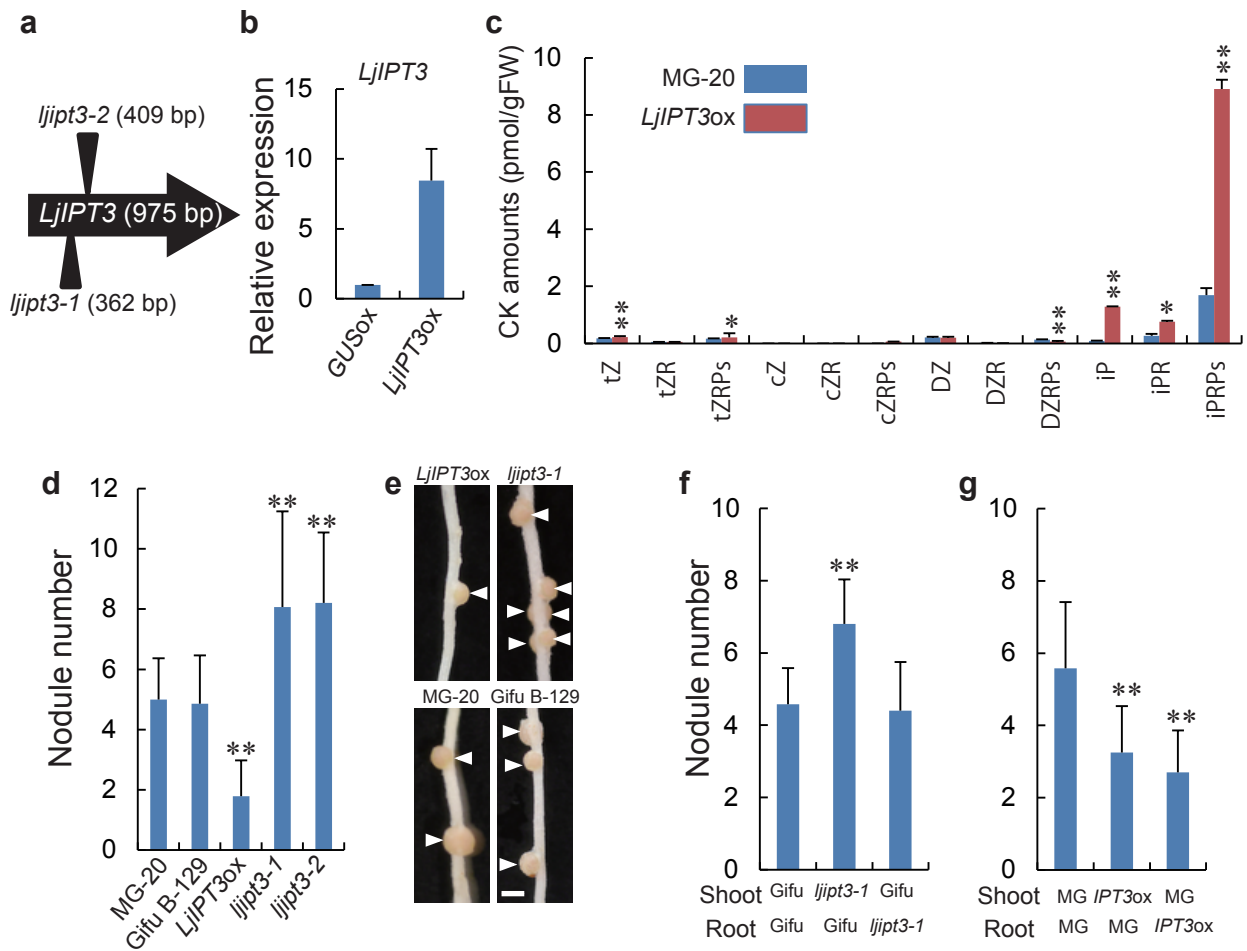 a
ljipt3-2 (409 bp)
LjIPT3 (975 bp)
ljipt3-1 (362 bp)
b
LjIPT3
Relative expression
15
10
5
0
GUSox
LjIPT3ox
c
CK amounts (pmol/gFW)
10
8
6
4
2
0
MG-20
LjIPT3ox
**
*
**
**
*
**
tZ
tZR
tZRPs
cZ
cZR
cZRPs
DZ
DZR
DZRPs
iP
iPR
iPRPs
d
Nodule number
12
10
8
6
4
2
0
**
**
**
MG-20
Gifu B-129
LjIPT3ox
ljipt3-1
ljipt3-2
e
LjIPT3ox
ljipt3-1
MG-20
Gifu B-129
f
Nodule number
10
8
6
4
2
0
**
Shoot Gifu ljipt3-1 Gifu
Root Gifu Gifu ljipt3-1
g
10
8
6
4
2
0
**
**
Shoot MG IPT3ox MG
Root MG MG IPT3ox